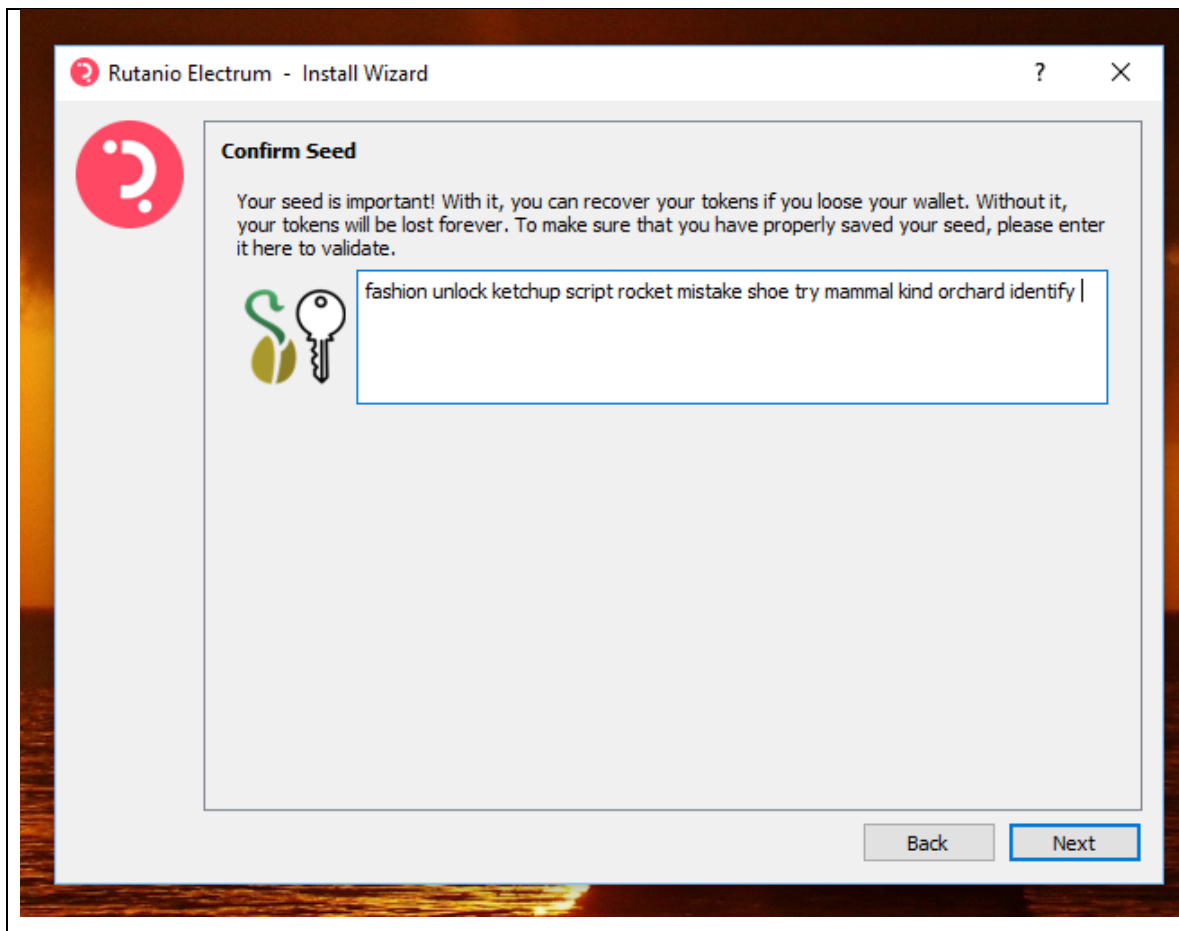 Rutanio Electrum - Install Wizard
Confirm Seed
Your seed is important! With it, you can recover your tokens if you loose your wallet. Without it,
your tokens will be lost forever. To make sure that you have properly saved your seed, please enter
it here to validate.
fashion unlock ketchup script rocket mistake shoe try mammal kind orchard identify
Back
Next